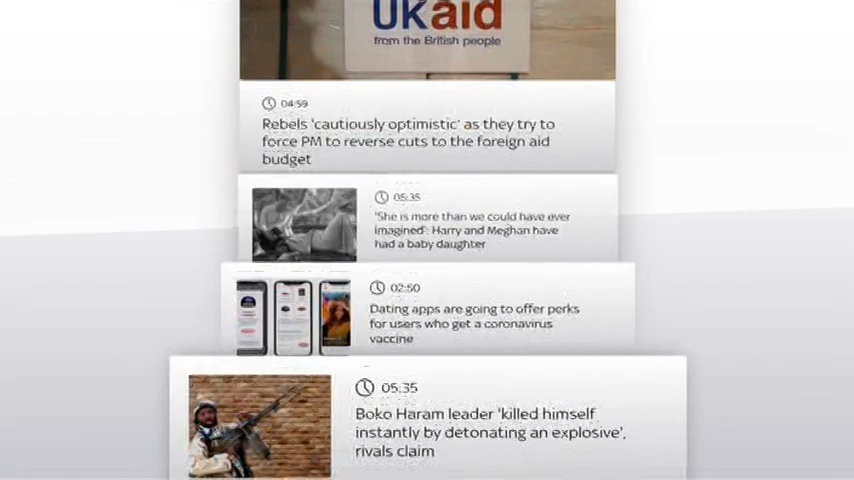 UKaid
from the British people
04:59
Rebels 'cautiously optimistic' as they try to
force PM to reverse cuts to the foreign aid
budget
05:35
'She is more than we could have ever
imagined': Harry and Meghan have
had a baby daughter
02:50
Dating apps are going to offer perks
for users who get a coronavirus
vaccine
05:35
Boko Haram leader 'killed himself
instantly by detonating an explosive',
rivals claim